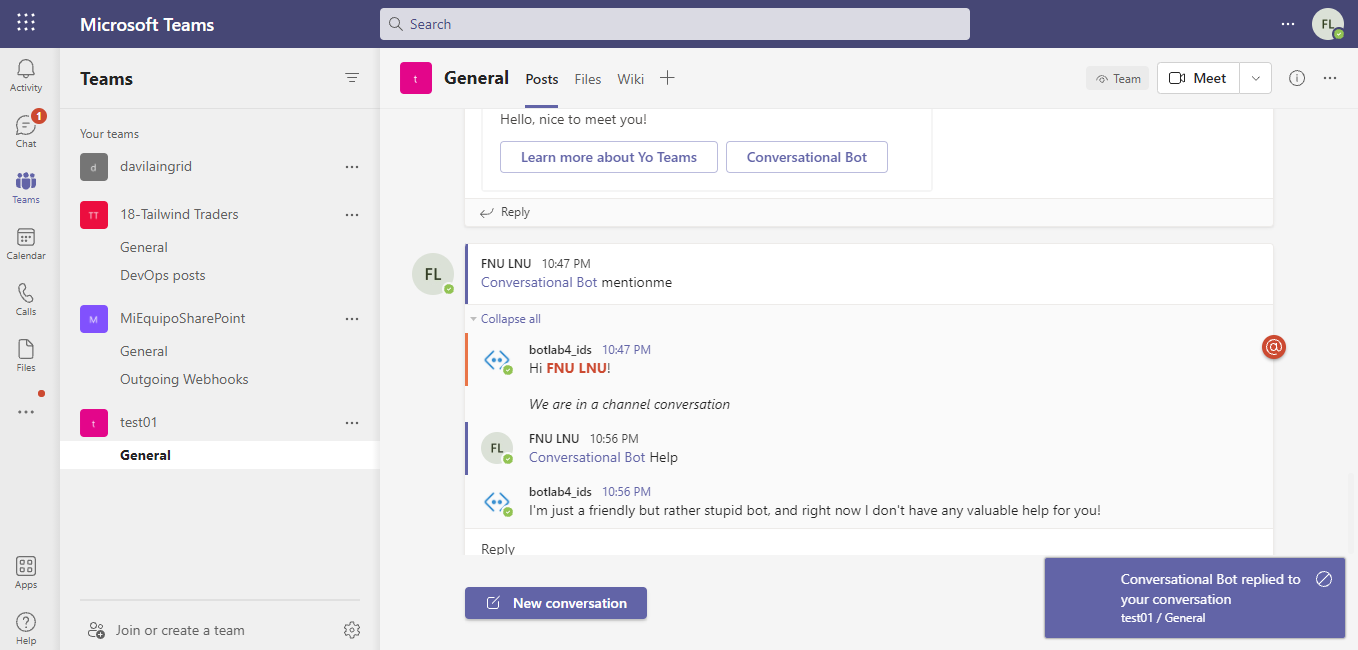 Microsoft Teams
Search
FL
Activity
1
Chat
Teams
Calendar
Calls
Files
Apps
Help
Teams
Your teams
d
davilaingrid
TT
18-Tailwind Traders
General
DevOps posts
M
MiEquipoSharePoint
General
Outgoing Webhooks
t
test01
General
Join or create a team
t
General Posts Files Wiki
Team
Meet
Hello, nice to meet you!
Learn more about Yo Teams
Conversational Bot
Reply
FL
FNU LNU 10:47 PM
Conversational Bot mentionme
Collapse all
botlab4_ids 10:47 PM
@
Hi FNU LNU!
We are in a channel conversation
FL
FNU LNU 10:56 PM
Conversational Bot Help
botlab4_ids 10:56 PM
I'm just a friendly but rather stupid bot, and right now I don't have any valuable help for you!
Reply
New conversation
Conversational Bot replied to
your conversation
test01 / General